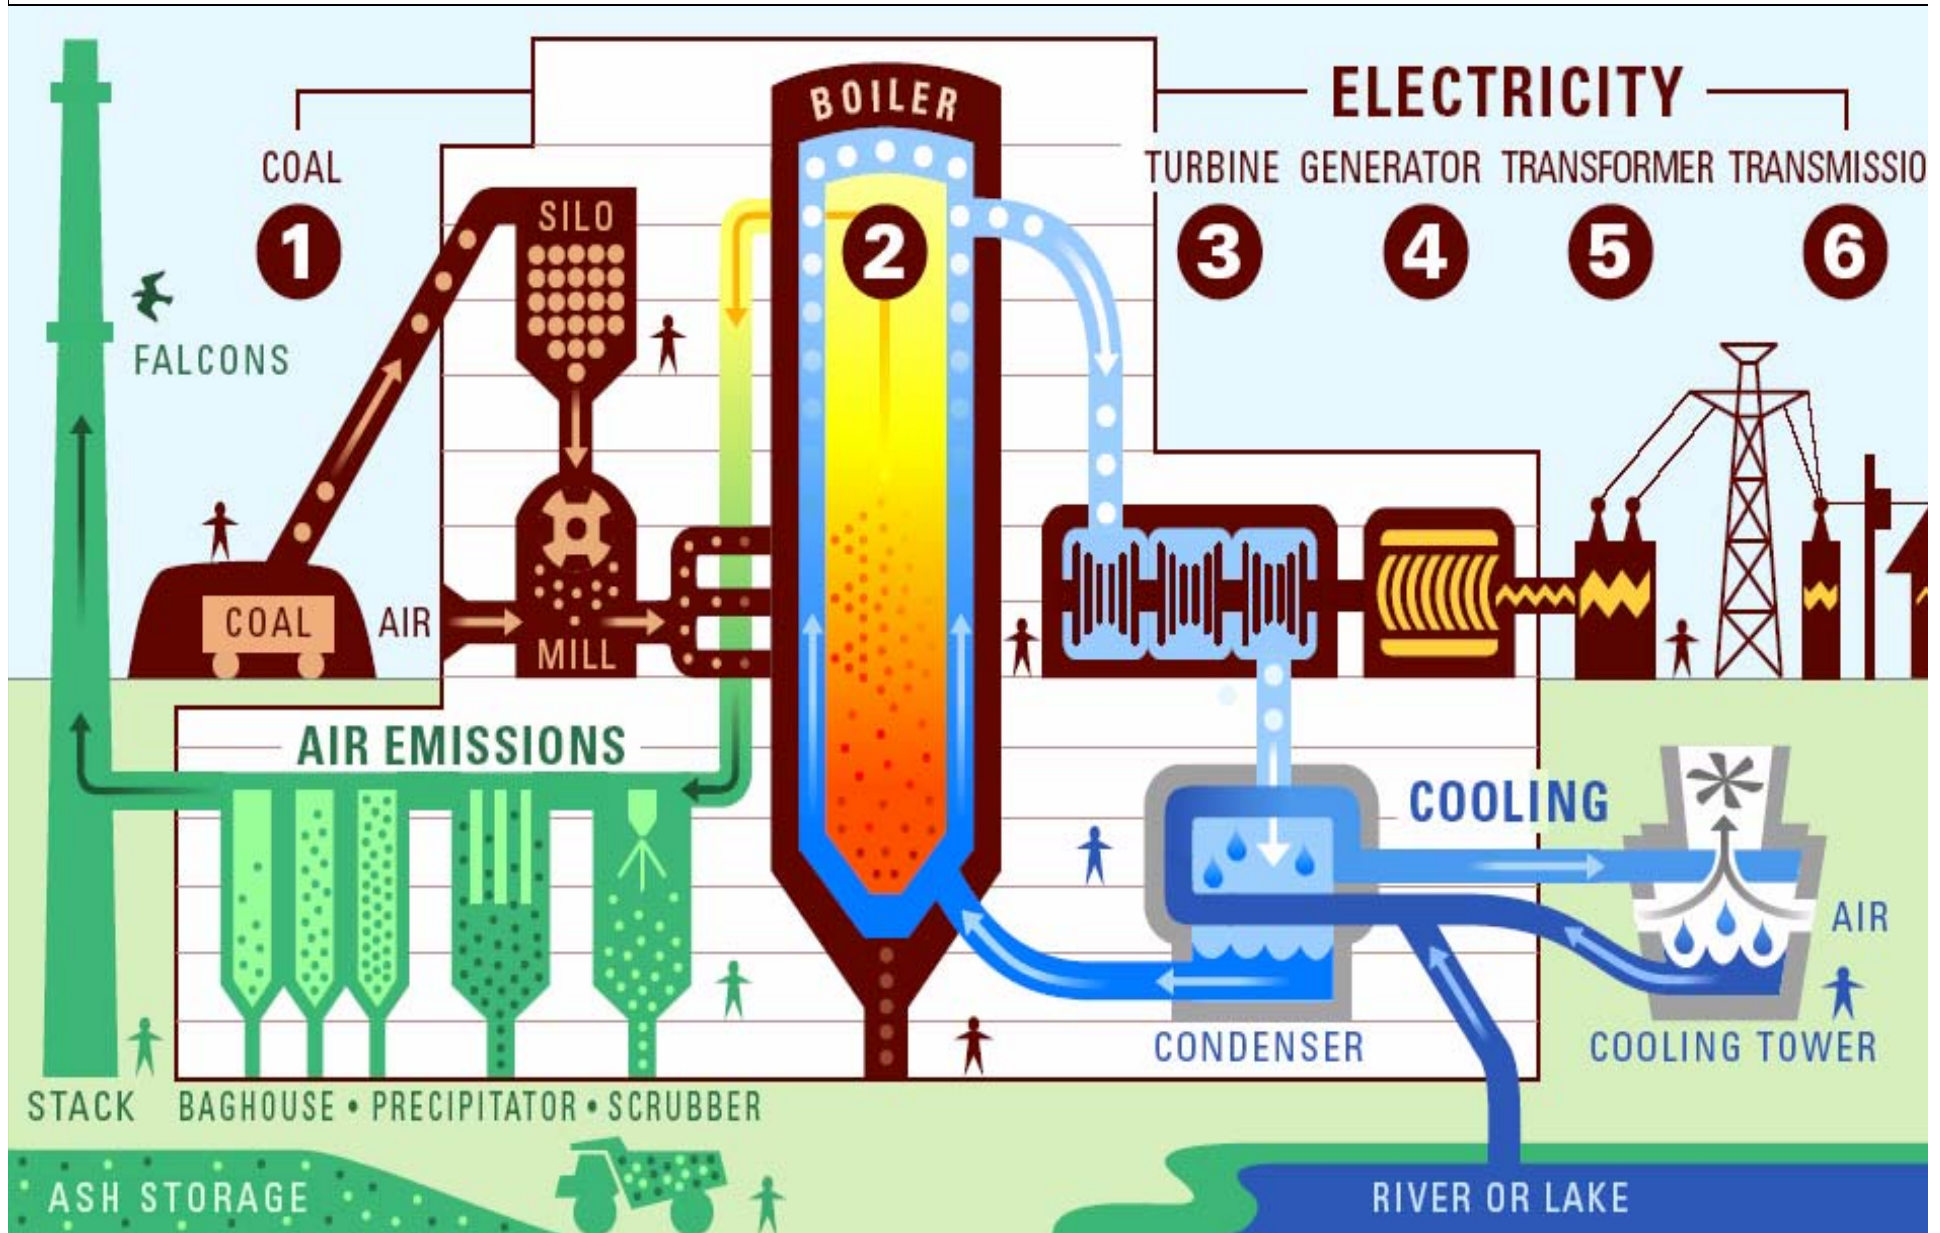 BOILER
ELECTRICITY
COAL
TURBINE GENERATOR TRANSFORMER TRANSMISSIO
1
2
3 4 5 6
SILO
FALCONS
COAL
AIR
MILL
AIR EMISSIONS
COOLING
AIR
CONDENSER
COOLING TOWER
STACK
BAGHOUSE • PRECIPITATOR • SCRUBBER
ASH STORAGE
RIVER OR LAKE